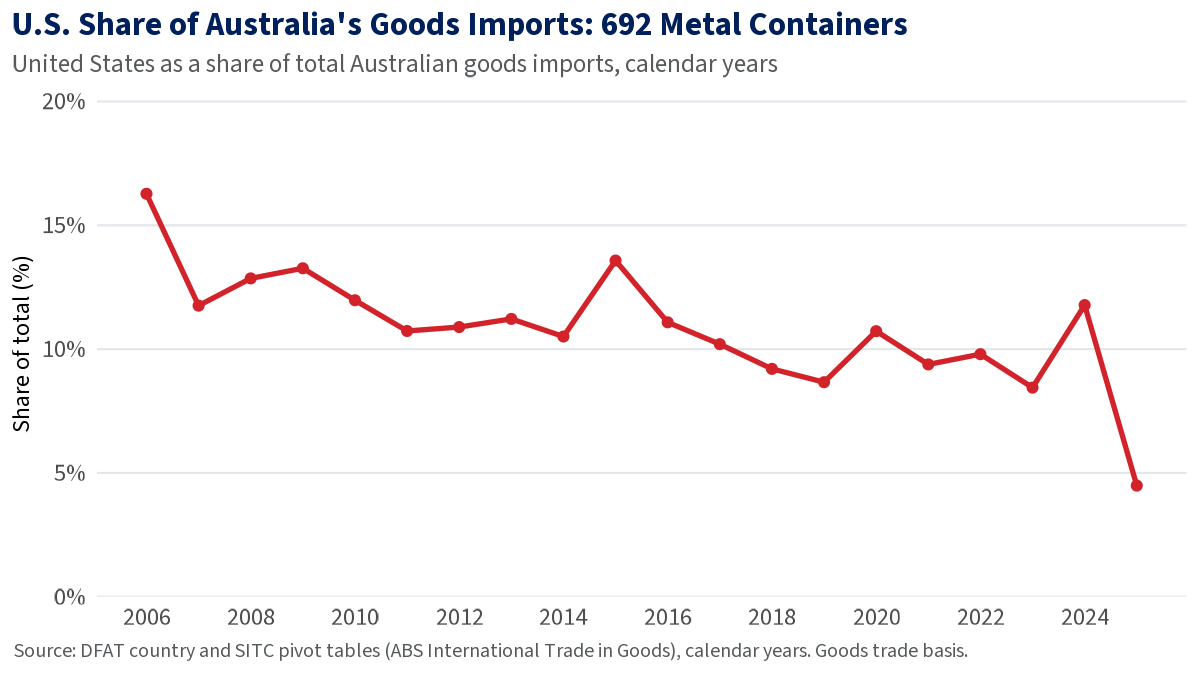 U.S. Share of Australia's Goods Imports: 692 Metal Containers
United States as a share of total Australian goods imports, calendar years
20%
15%
10%
5%
0%
Share of total (%)
2006 2008 2010 2012 2014 2016 2018 2020 2022 2024
Source: DFAT country and SITC pivot tables (ABS International Trade in Goods), calendar years. Goods trade basis.